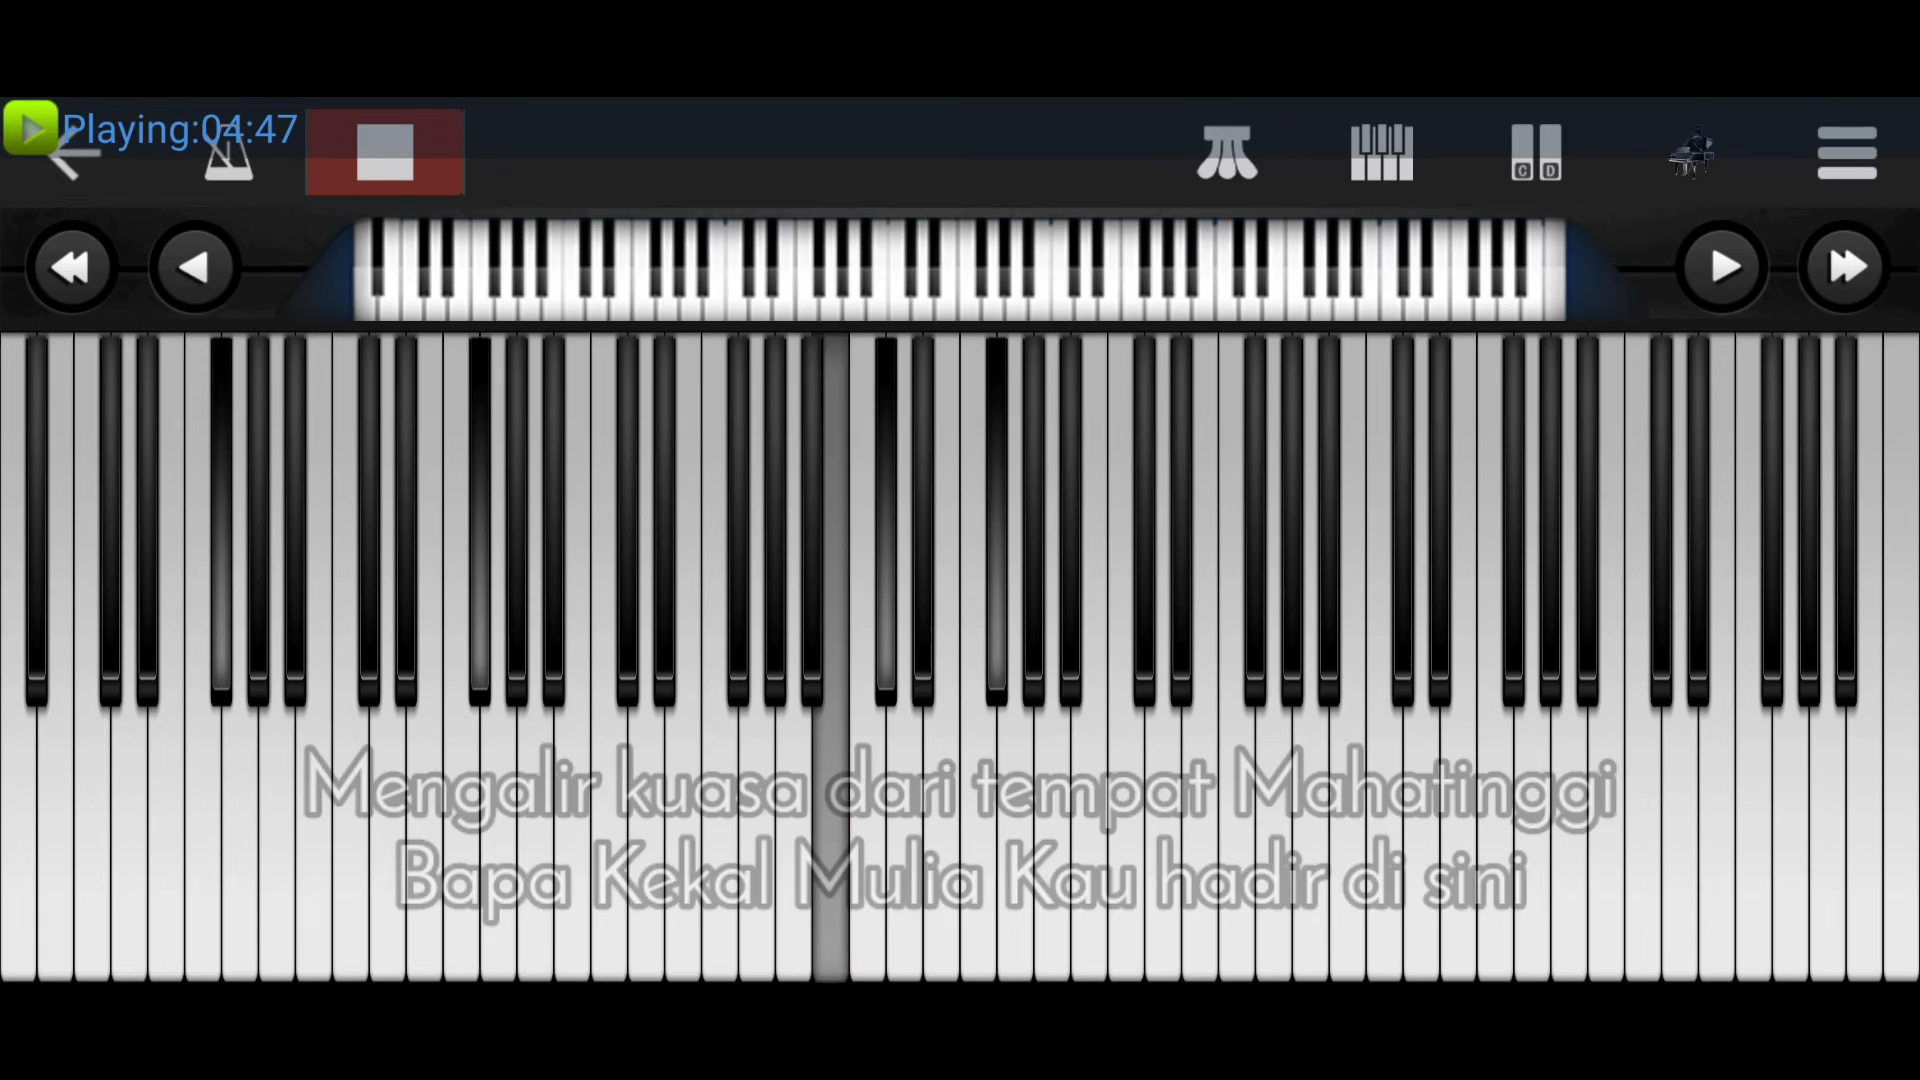 Playing:04:47
C D
Mengalir kuasa dari tempat Mahatinggi
Bapa Kekal Mulia Kau hadir di sini